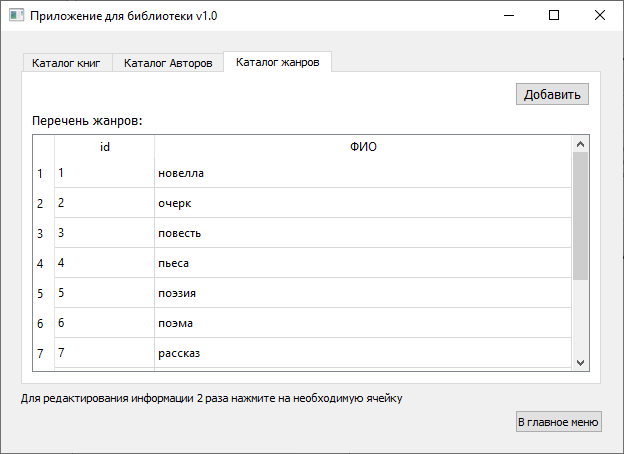 Приложение для библиотеки v1.0
Каталог книг Каталог Авторов Каталог жанров
Добавить
Перечень жанров:
id ФИО
1 1 новелла
2 2 очерк
3 3 повесть
4 4 пьеса
5 5 поэзия
6 6 поэма
7 7 рассказ
Для редактирования информации 2 раза нажмите на необходимую ячейку
В главное меню